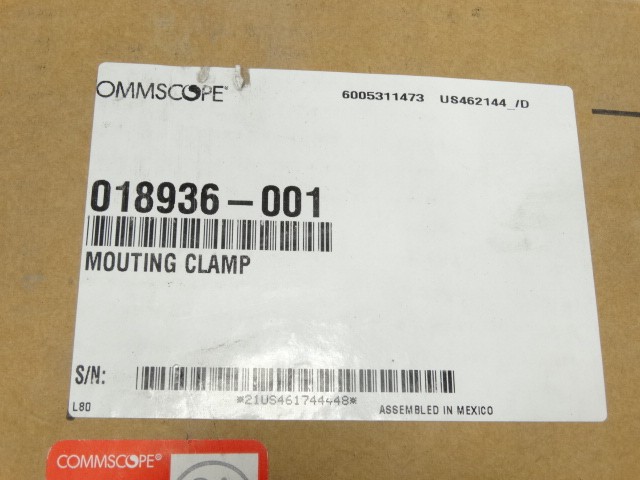 OMMSCOPE® 6005311473 US462144_/D
018936-001
MOUTING CLAMP
S/N:
*21US461744448*
L80 ASSEMBLED IN MEXICO
COMMSCOPE®